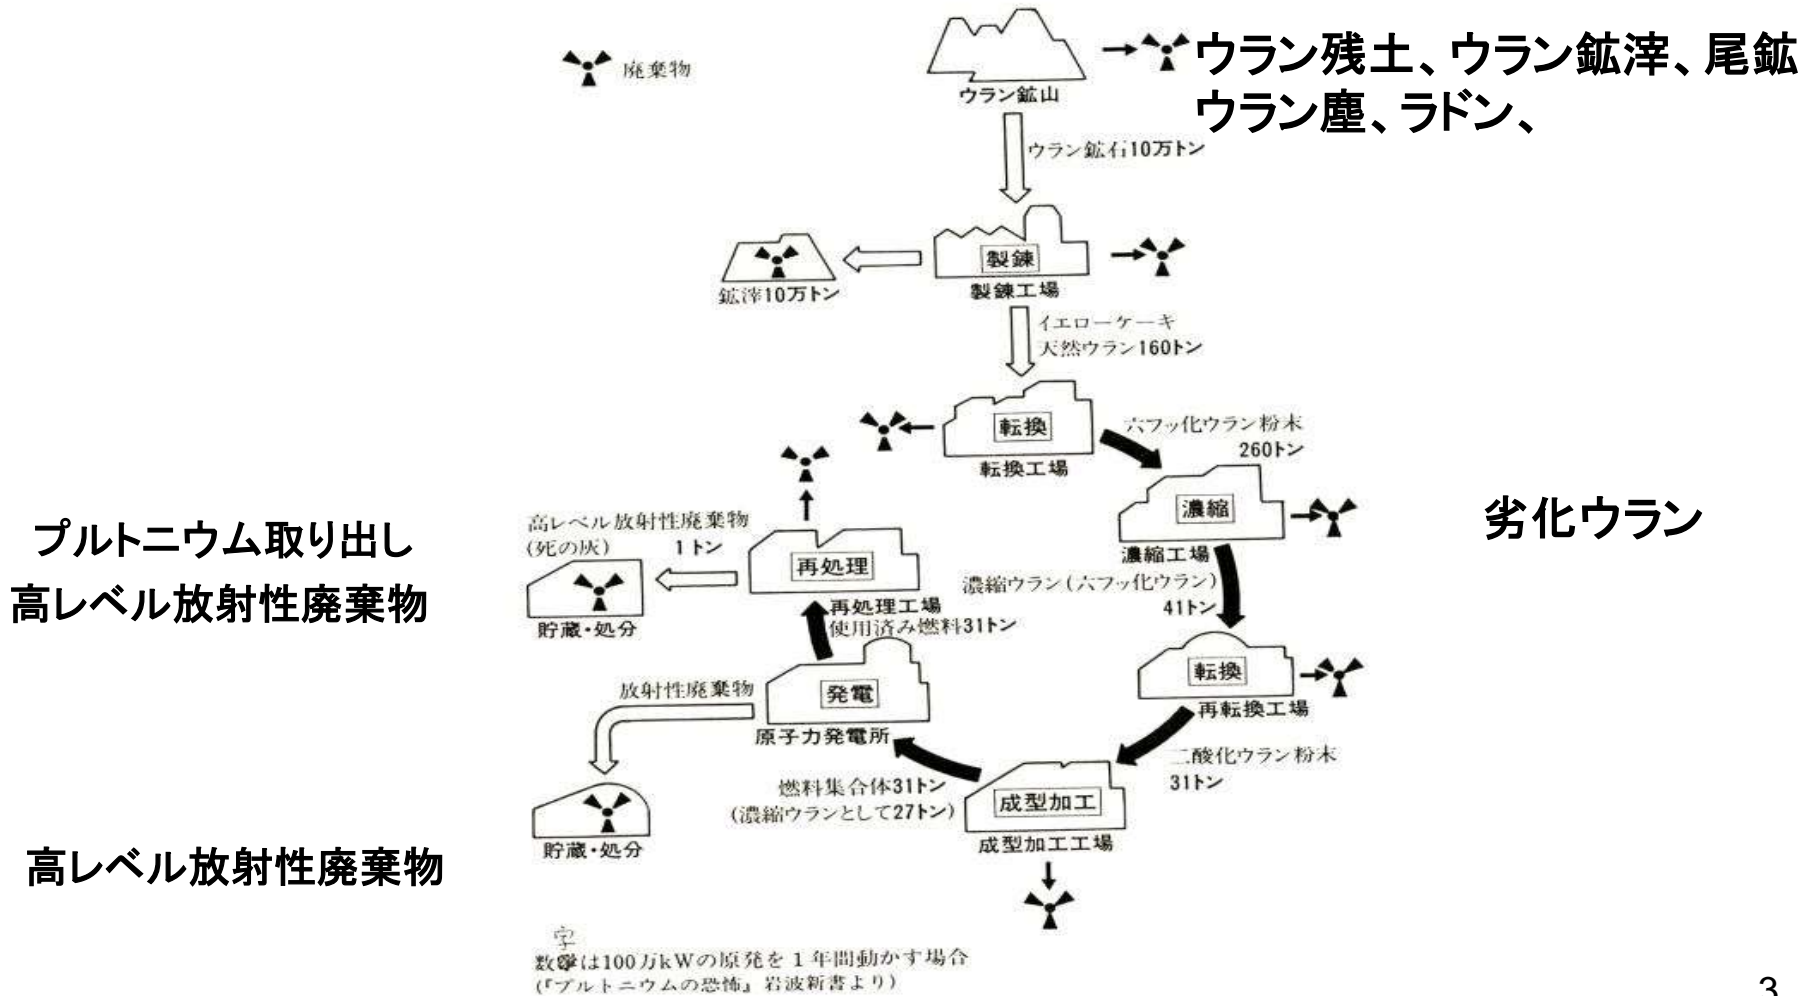 廃棄物
ウラン残土、ウラン鉱滓、尾鉱
ウラン塵、ラドン、
ウラン鉱山
ウラン鉱石10万トン
製錬
製錬工場
鉱滓10万トン
イエローケーキ
天然ウラン160トン
転換
転換工場
六フッ化ウラン粉末
260トン
濃縮
濃縮工場
劣化ウラン
濃縮ウラン(六フッ化ウラン)
41トン
転換
再転換工場
二酸化ウラン粉末
31トン
成型加工
成型加工工場
燃料集合体31トン
(濃縮ウランとして27トン)
発電
原子力発電所
使用済み燃料31トン
再処理
再処理工場
高レベル放射性廃棄物
(死の灰) 1トン
貯蔵・処分
プルトニウム取り出し
高レベル放射性廃棄物
放射性廃棄物
貯蔵・処分
高レベル放射性廃棄物
字
数は100万kWの原発を1年間動かす場合
(『プルトニウムの恐怖』岩波新書より)
3